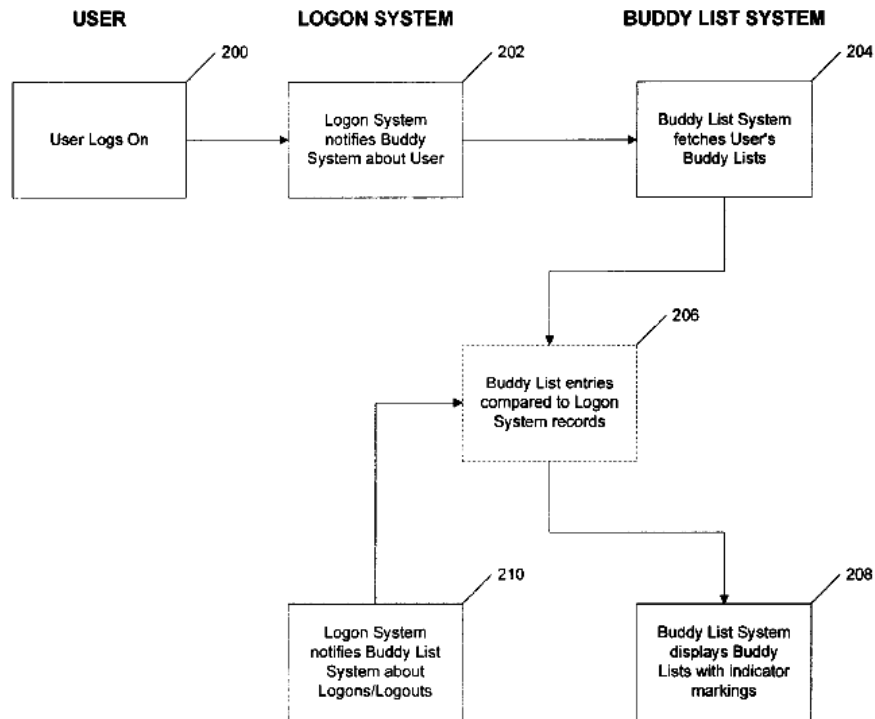 USER
LOGON SYSTEM
BUDDY LIST SYSTEM
200
202
204
User Logs On
Logon System
notifies Buddy
System about User
Buddy List System
fetches User's
Buddy Lists
206
Buddy List entries
compared to Logon
System records
210
208
Logon System
notifies Buddy List
System about
Logons/Logouts
Buddy List System
displays Buddy
Lists with indicator
markings